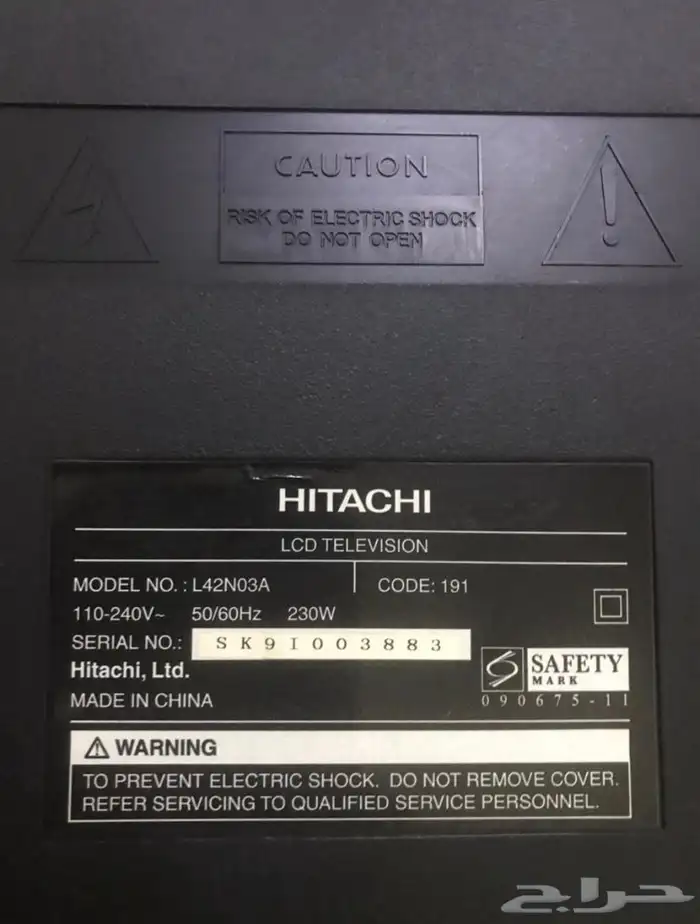 CAUTION
RISK OF ELECTRIC SHOCK
DO NOT OPEN
HITACHI
LCD TELEVISION
MODEL NO. : L42N03A CODE: 191
110-240V~ 50/60Hz 230W
SERIAL NO.: SK9I003883
Hitachi, Ltd.
MADE IN CHINA
SAFETY
MARK
090675-11
WARNING
TO PREVENT ELECTRIC SHOCK. DO NOT REMOVE COVER.
REFER SERVICING TO QUALIFIED SERVICE PERSONNEL.
حراج